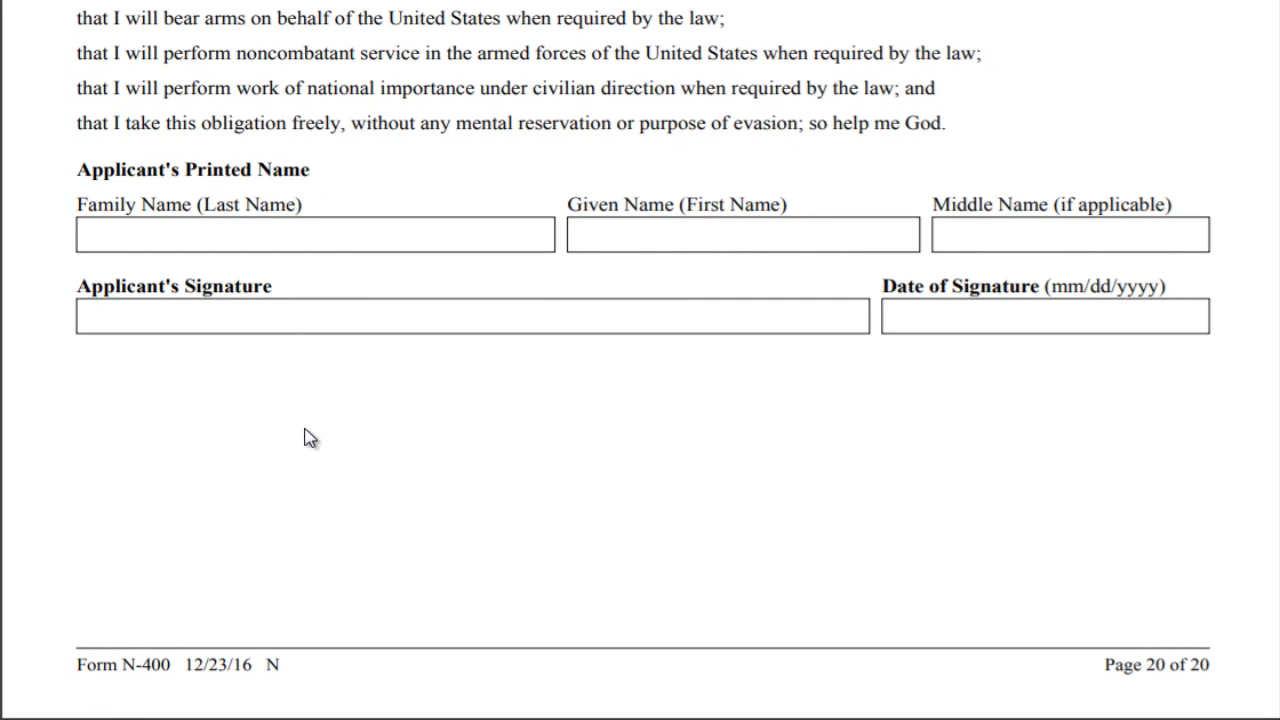 that I will bear arms on behalf of the United States when required by the law;
that I will perform noncombatant service in the armed forces of the United States when required by the law;
that I will perform work of national importance under civilian direction when required by the law; and
that I take this obligation freely, without any mental reservation or purpose of evasion; so help me God.
Applicant's Printed Name
Family Name (Last Name) Given Name (First Name) Middle Name (if applicable)
Applicant's Signature Date of Signature (mm/dd/yyyy)
Form N-400 12/23/16 N Page 20 of 20